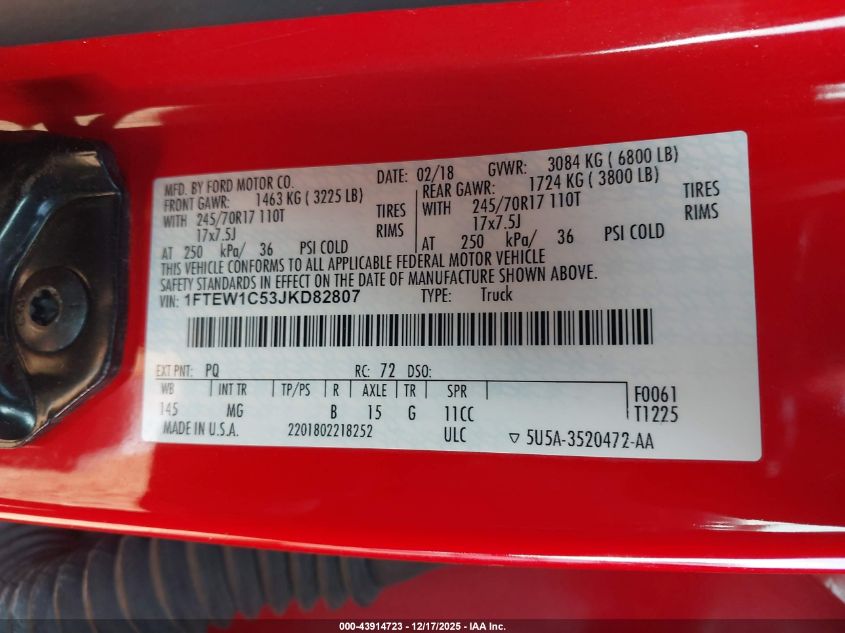 MFD. BY FORD MOTOR CO. DATE: 02/18 GVWR: 3084 KG ( 6800 LB)
FRONT GAWR: 1463 KG ( 3225 LB) REAR GAWR: 1724 KG ( 3800 LB)
WITH 245/70R17 110T TIRES WITH 245/70R17 110T TIRES
17x7.5J RIMS 17x7.5J RIMS
AT 250 kPa/ 36 PSI COLD AT 250 kPa/ 36 PSI COLD
THIS VEHICLE CONFORMS TO ALL APPLICABLE FEDERAL MOTOR VEHICLE
SAFETY STANDARDS IN EFFECT ON THE DATE OF MANUFACTURE SHOWN ABOVE.
VIN: 1FTEW1C53JKD82807 TYPE: Truck
EXT PNT: PQ RC: 72 DSO:
WB INT TR TP/PS R AXLE TR SPR F0061
145 MG B 15 G 11CC T1225
MADE IN U.S.A. 2201802218252 ULC ▽ 5U5A-3520472-AA
000-43914723 - 12/17/2025 - IAA Inc.